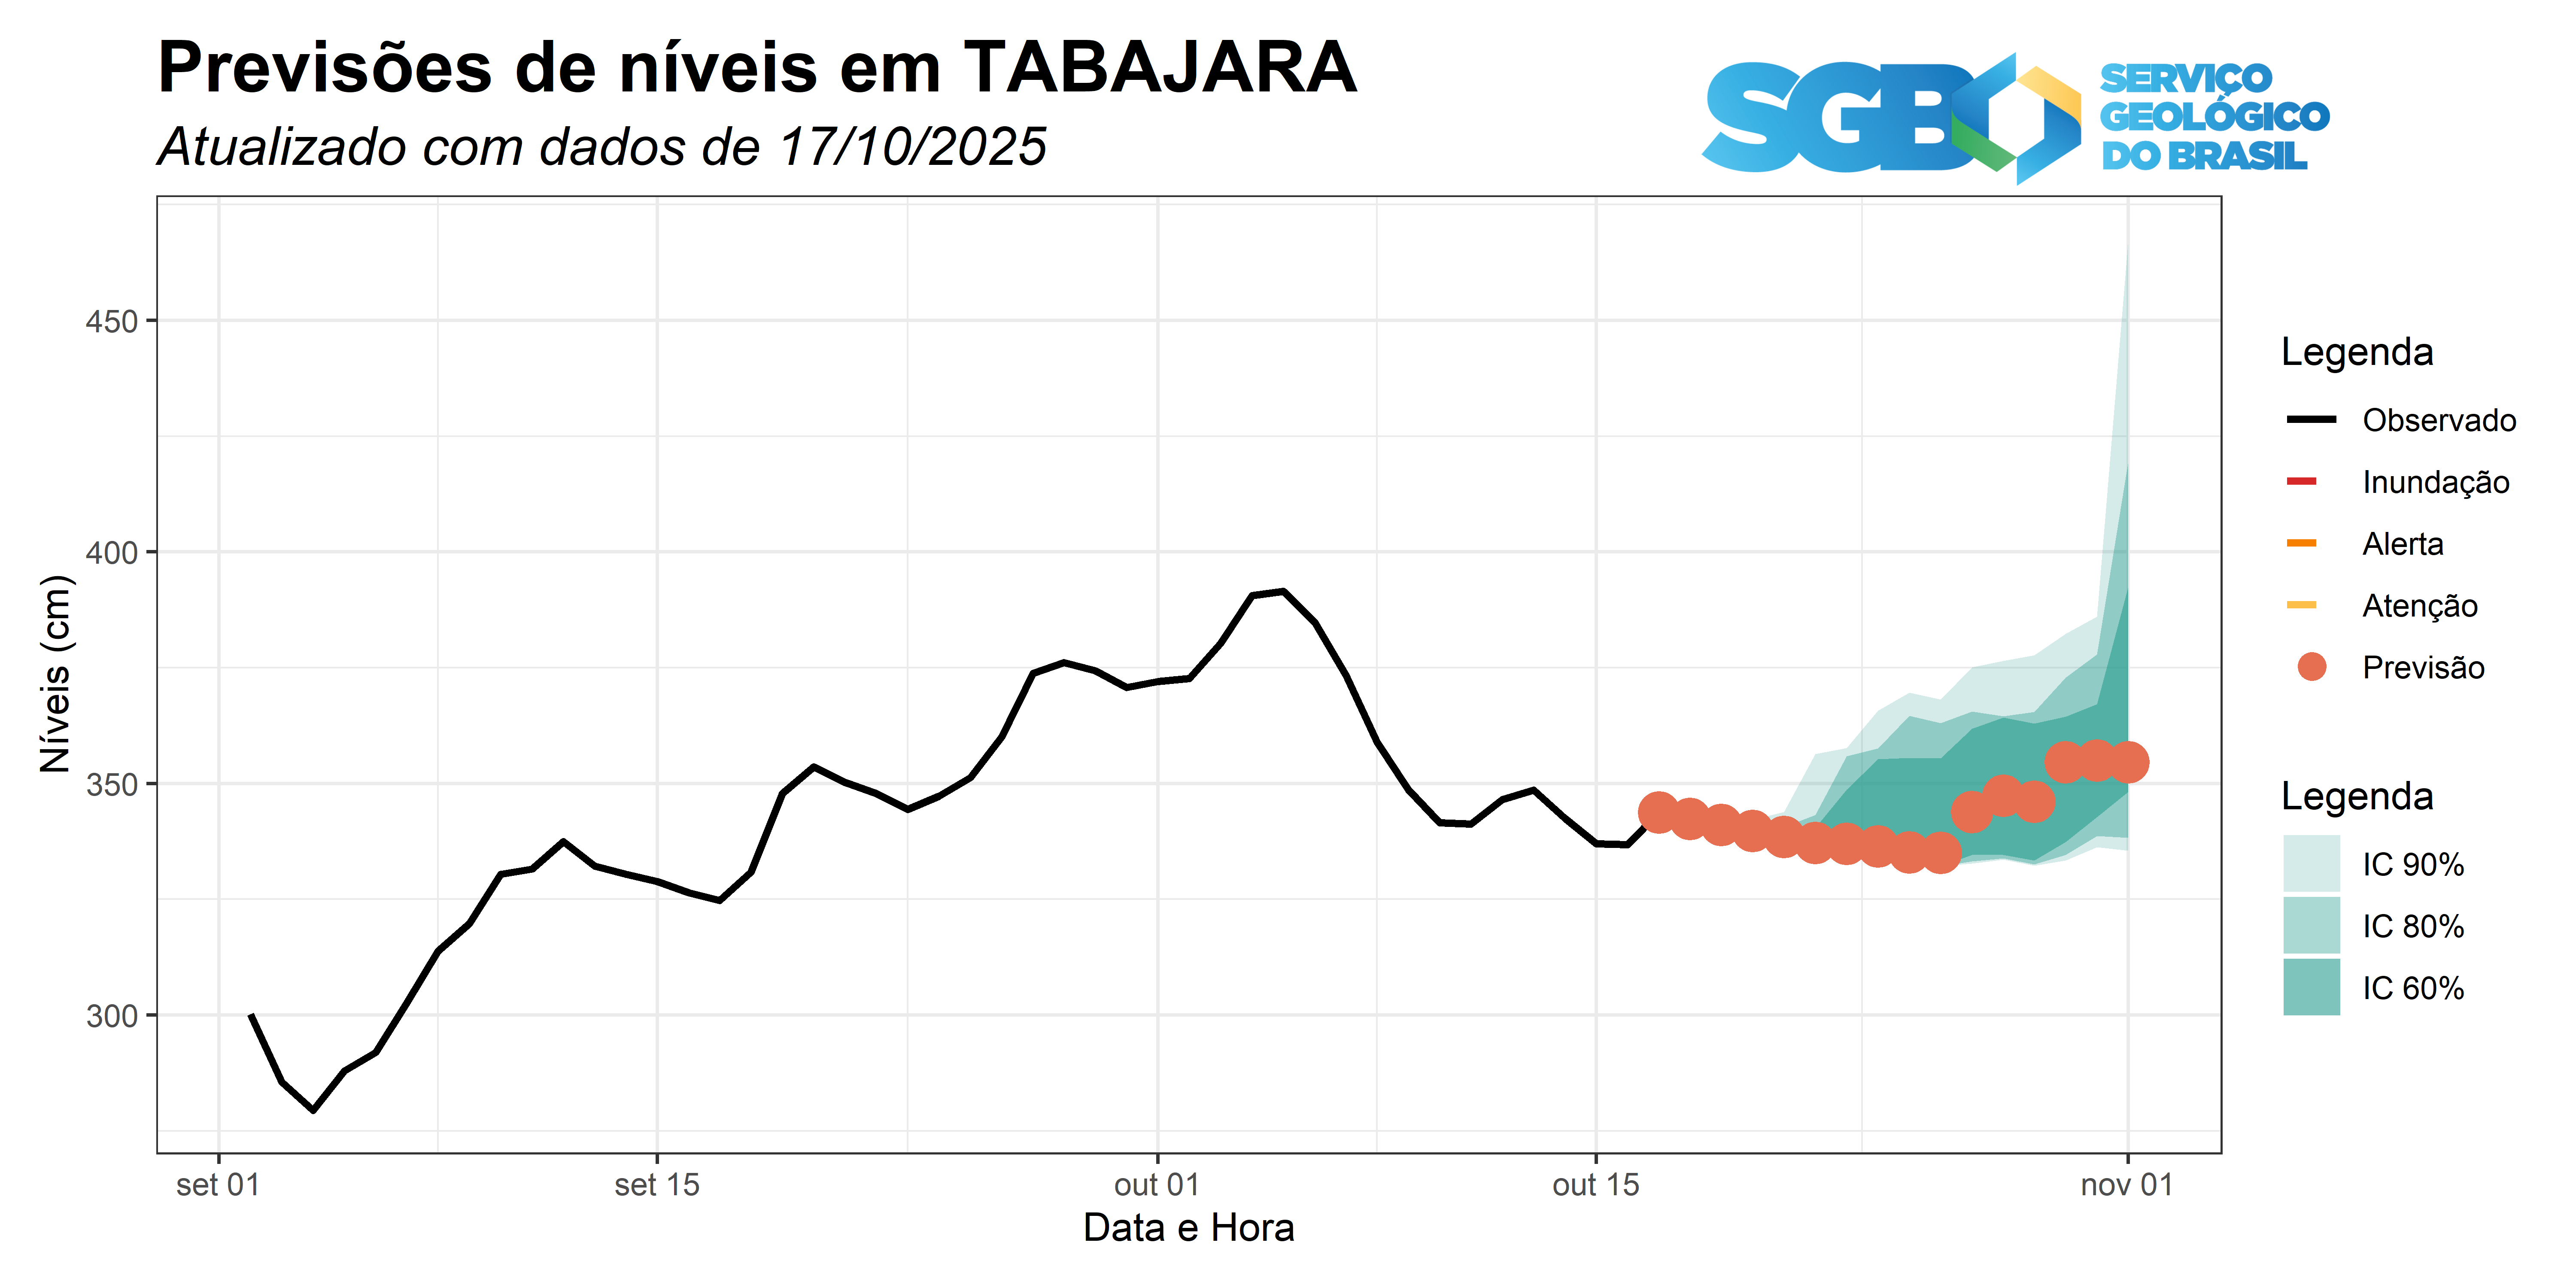 Previsões de níveis em TABAJARA
Atualizado com dados de 17/10/2025
SGB
SERVIÇO
GEOLÓGICO
DO BRASIL
450
400
350
300
Níveis (cm)
set 01
set 15
out 01
out 15
nov 01
Data e Hora
Legenda
Observado
Inundação
Alerta
Atenção
Previsão
Legenda
IC 90%
IC 80%
IC 60%